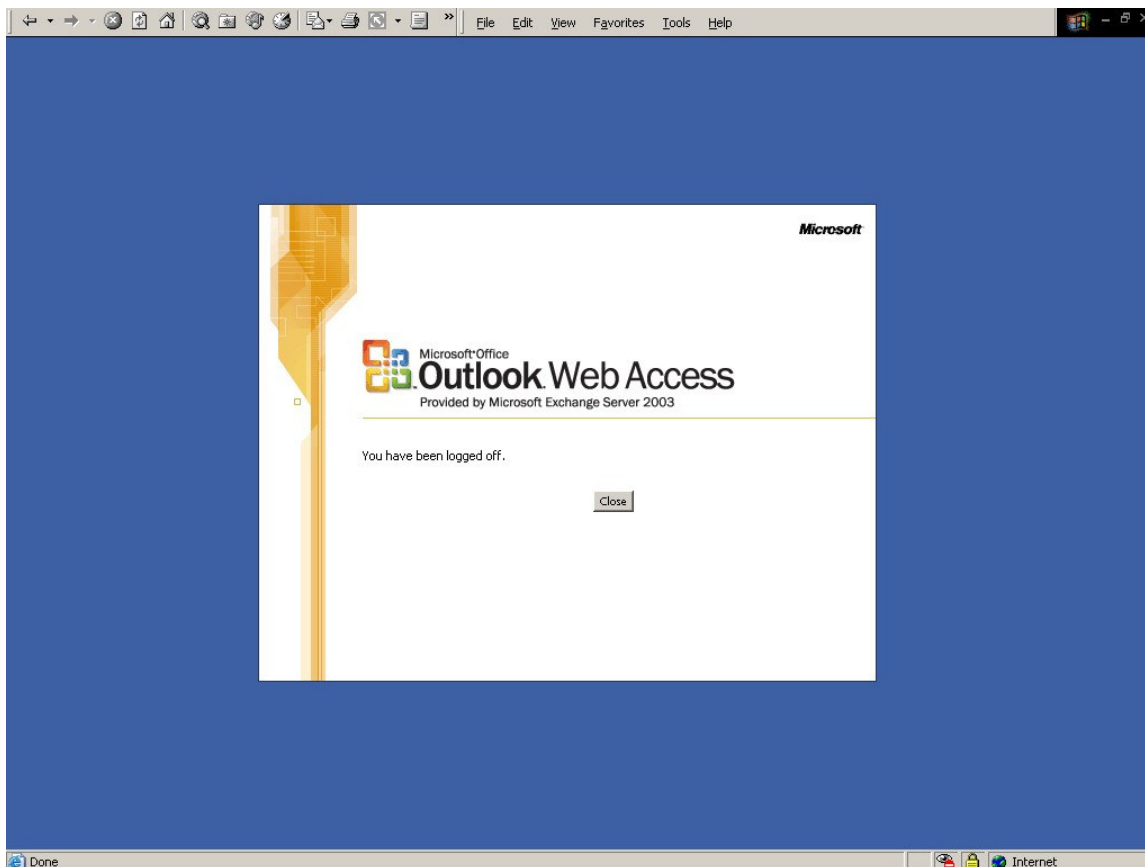 File Edit View Favorites Tools Help
Microsoft
Microsoft Office
Outlook Web Access
Provided by Microsoft Exchange Server 2003
You have been logged off.
Close
Done Internet